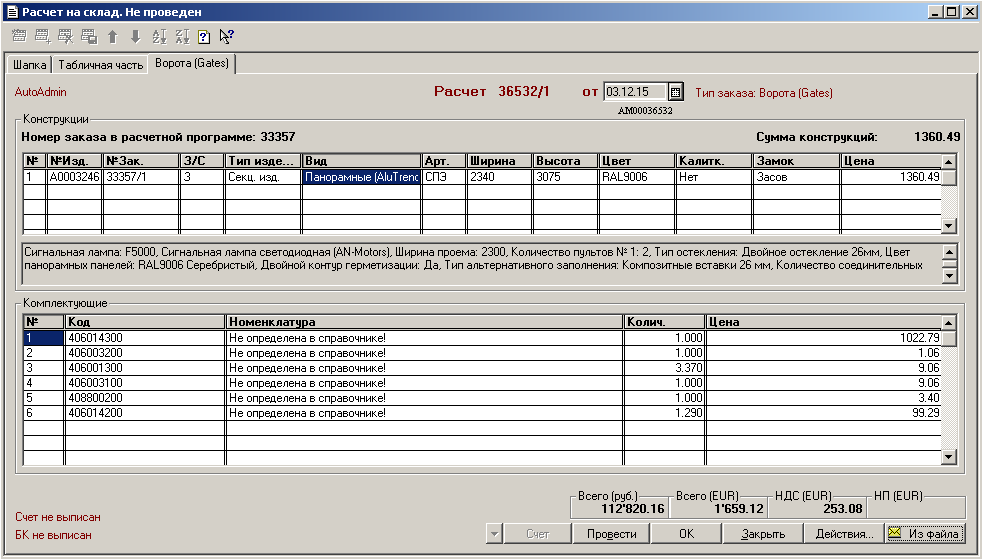 Расчет на склад. Не проведен
Шапка Табличная часть Ворота (Gates)
AutoAdmin Расчет 36532/1 от 03.12.15 Тип заказа: Ворота (Gates)
АМ00036532
Конструкции
Номер заказа в расчетной программе: 33357 Сумма конструкций: 1360.49
№ №Изд. №Зак. З/С Тип изде... Вид Арт. Ширина Высота Цвет Калитк. Замок Цена
1 А0003246 33357/1 3 Секц. изд. Панорамные (AluTrend СПЭ 2340 3075 RAL9006 Нет Засов 1360.49
Сигнальная лампа: F5000, Сигнальная лампа светодиодная (AN-Motors), Ширина проема: 2300, Количество пультов № 1: 2, Тип остекления: Двойное остекление 26мм, Цвет
панорамных панелей: RAL9006 Серебристый, Двойной контур герметизации: Да, Тип альтернативного заполнения: Композитные вставки 26 мм, Количество соединительных
Комплектующие
№ Код Номенклатура Колич. Цена
1 406014300 Не определена в справочнике! 1.000 1022.79
2 406003200 Не определена в справочнике! 1.000 1.06
3 406001300 Не определена в справочнике! 3.370 9.06
4 406003100 Не определена в справочнике! 1.000 9.06
5 408800200 Не определена в справочнике! 1.000 3.40
6 406014200 Не определена в справочнике! 1.290 99.29
Всего (руб.) Всего (EUR) НДС (EUR) НП (EUR)
112'820.16 1'659.12 253.08
Счет не выписан
БК не выписан
Счет Провести OK Закрыть Действия... Из файла